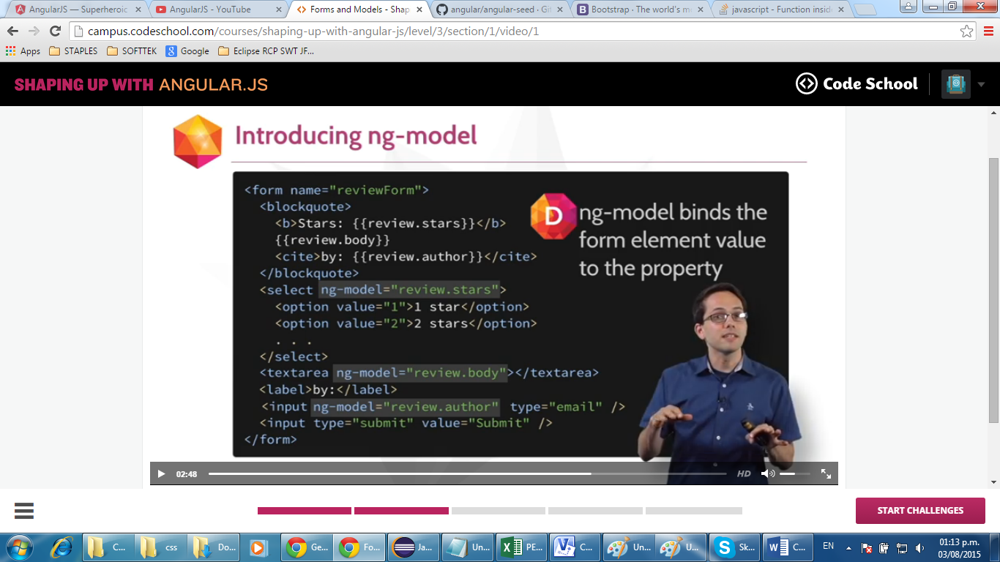 AngularJS — Superheroic
AngularJS - YouTube
Forms and Models - Shap
angular/angular-seed · Git
Bootstrap · The world's m
javascript - Function insid
campus.codeschool.com/courses/shaping-up-with-angular-js/level/3/section/1/video/1
Apps STAPLES SOFTTEK Google Eclipse RCP SWT JF...
SHAPING UP WITH ANGULAR.JS
Code School
Introducing ng-model
<form name="reviewForm">
<blockquote>
<b>Stars: {{review.stars}}</b>
{{review.body}}
<cite>by: {{review.author}}</cite>
</blockquote>
<select ng-model="review.stars">
<option value="1">1 star</option>
<option value="2">2 stars</option>
. . .
</select>
<textarea ng-model="review.body"></textarea>
<label>by:</label>
<input ng-model="review.author" type="email" />
<input type="submit" value="Submit" />
</form>
D
ng-model binds the
form element value
to the property
02:48
HD
START CHALLENGES
C...
css
Do...
Ge...
Fo...
Ja...
Un...
PE...
C...
Un...
U...
Sk...
C...
EN
01:13 p.m.
03/08/2015